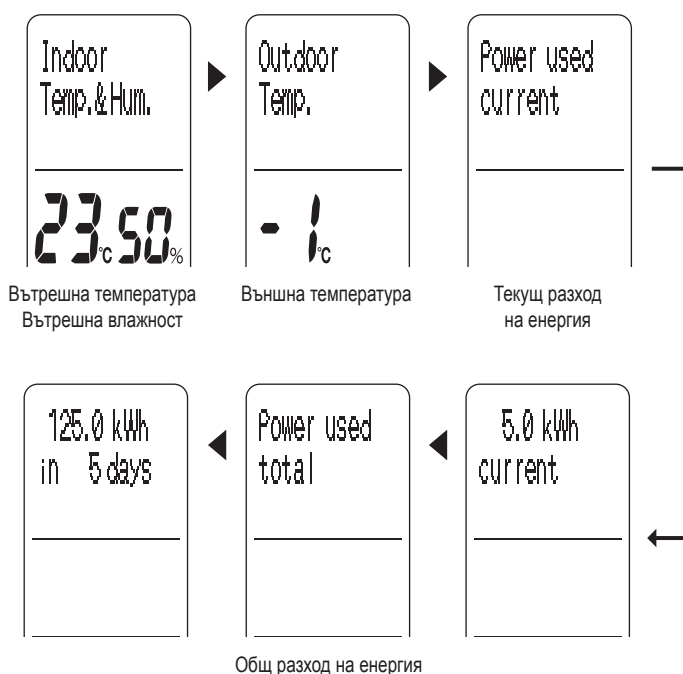 Indoor
Temp.&Hum.
23°C 50%
Вътрешна температура
Вътрешна влажност
Outdoor
Temp.
-1°C
Външна температура
Power used
current
Текущ разход
на енергия
5.0 kWh
current
Power used
total
125.0 kWh
in 5 days
Общ разход на енергия